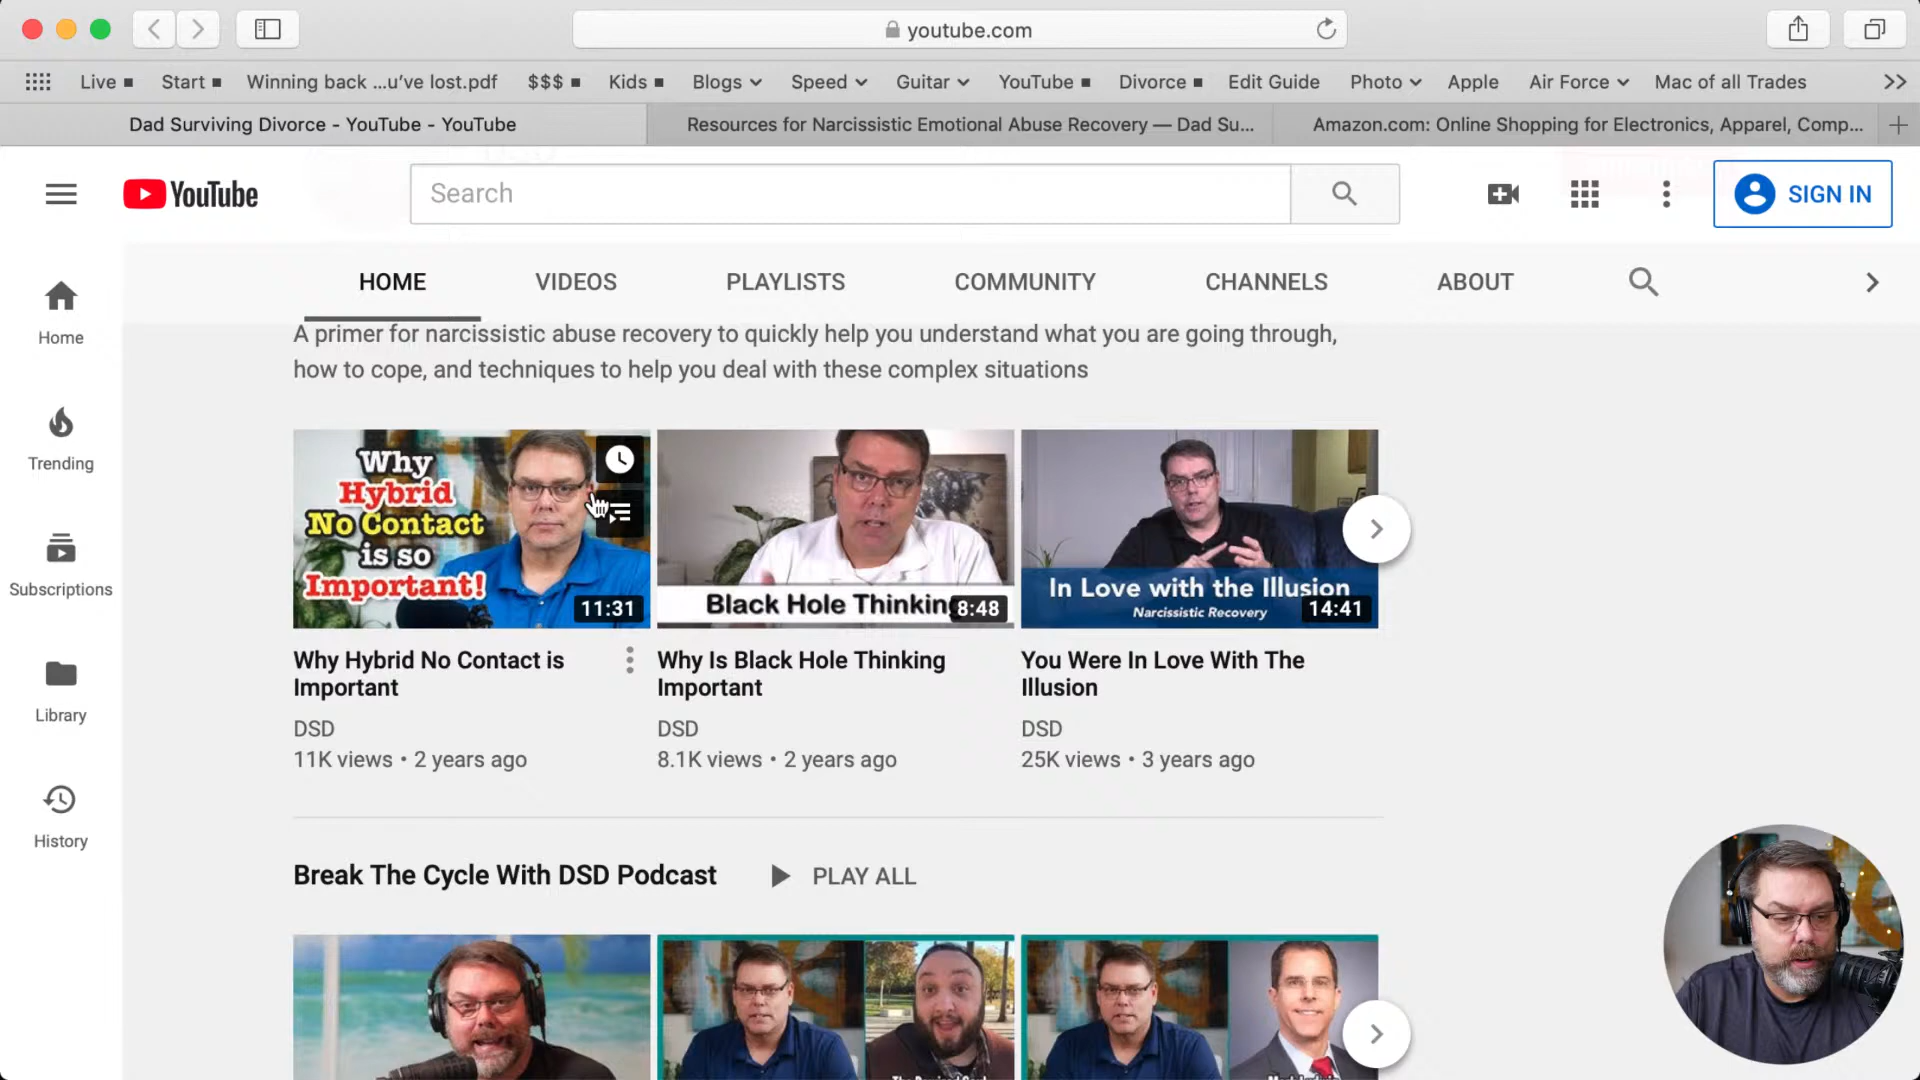 youtube.com
Live
Start
Winning back ...u've lost.pdf
$$$
Kids
Blogs
Speed
Guitar
YouTube
Divorce
Edit Guide
Photo
Apple
Air Force
Mac of all Trades
Dad Surviving Divorce - YouTube - YouTube
Resources for Narcissistic Emotional Abuse Recovery — Dad Su...
Amazon.com: Online Shopping for Electronics, Apparel, Comp...
YouTube
Search
SIGN IN
HOME
VIDEOS
PLAYLISTS
COMMUNITY
CHANNELS
ABOUT
Home
Trending
Subscriptions
Library
History
A primer for narcissistic abuse recovery to quickly help you understand what you are going through,
how to cope, and techniques to help you deal with these complex situations
Why
Hybrid
No Contact
is so
Important!
11:31
Black Hole Thinking
8:48
In Love with the Illusion
Narcissistic Recovery
14:41
Why Hybrid No Contact is
Important
DSD
11K views • 2 years ago
Why Is Black Hole Thinking
Important
DSD
8.1K views • 2 years ago
You Were In Love With The
Illusion
DSD
25K views • 3 years ago
Break The Cycle With DSD Podcast
PLAY ALL